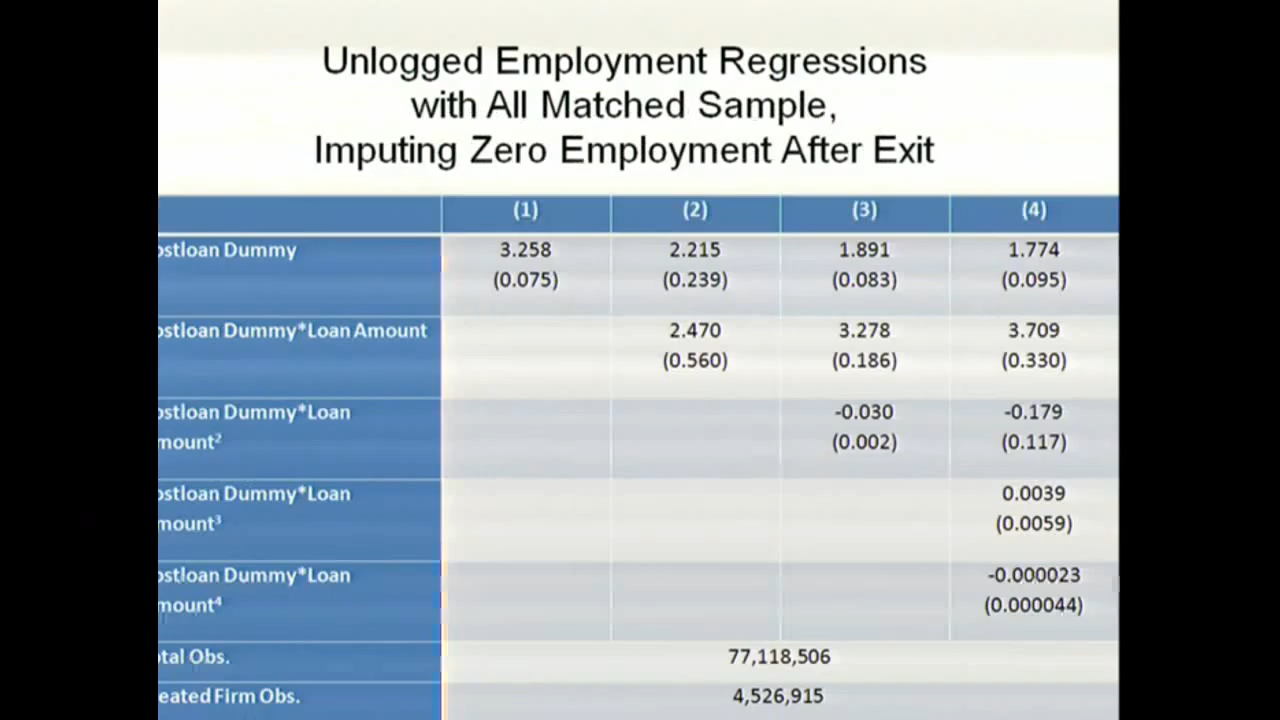 Unlogged Employment Regressions
with All Matched Sample,
Imputing Zero Employment After Exit
(1) (2) (3) (4)
ostloan Dummy 3.258 2.215 1.891 1.774
(0.075) (0.239) (0.083) (0.095)
ostloan Dummy*Loan Amount 2.470 3.278 3.709
(0.560) (0.186) (0.330)
ostloan Dummy*Loan -0.030 -0.179
mount² (0.002) (0.117)
ostloan Dummy*Loan 0.0039
mount³ (0.0059)
ostloan Dummy*Loan -0.000023
mount⁴ (0.000044)
tal Obs. 77,118,506
eated Firm Obs. 4,526,915